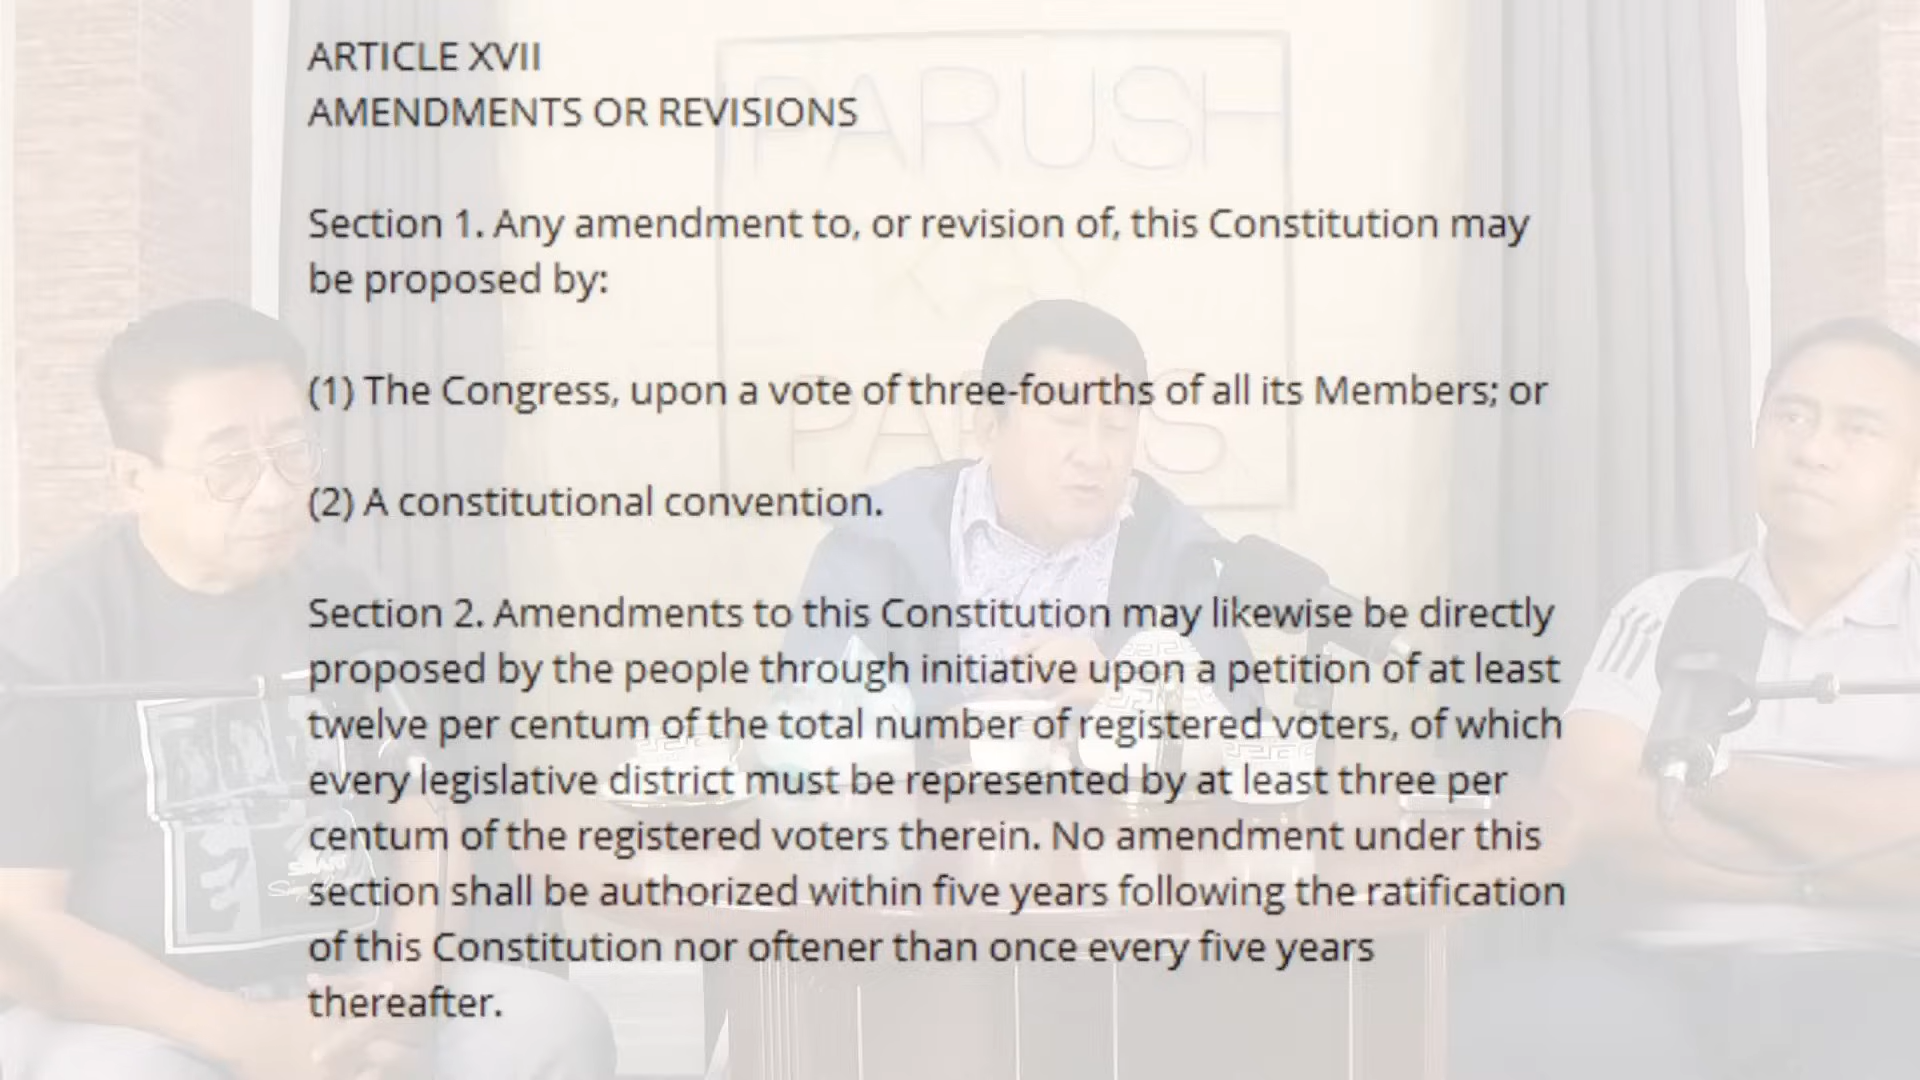 ARTICLE XVII
AMENDMENTS OR REVISIONS
Section 1. Any amendment to, or revision of, this Constitution may
be proposed by:
(1) The Congress, upon a vote of three-fourths of all its Members; or
(2) A constitutional convention.
Section 2. Amendments to this Constitution may likewise be directly
proposed by the people through initiative upon a petition of at least
twelve per centum of the total number of registered voters, of which
every legislative district must be represented by at least three per
centum of the registered voters therein. No amendment under this
section shall be authorized within five years following the ratification
of this Constitution nor oftener than once every five years
thereafter.
PARUSH
KAY